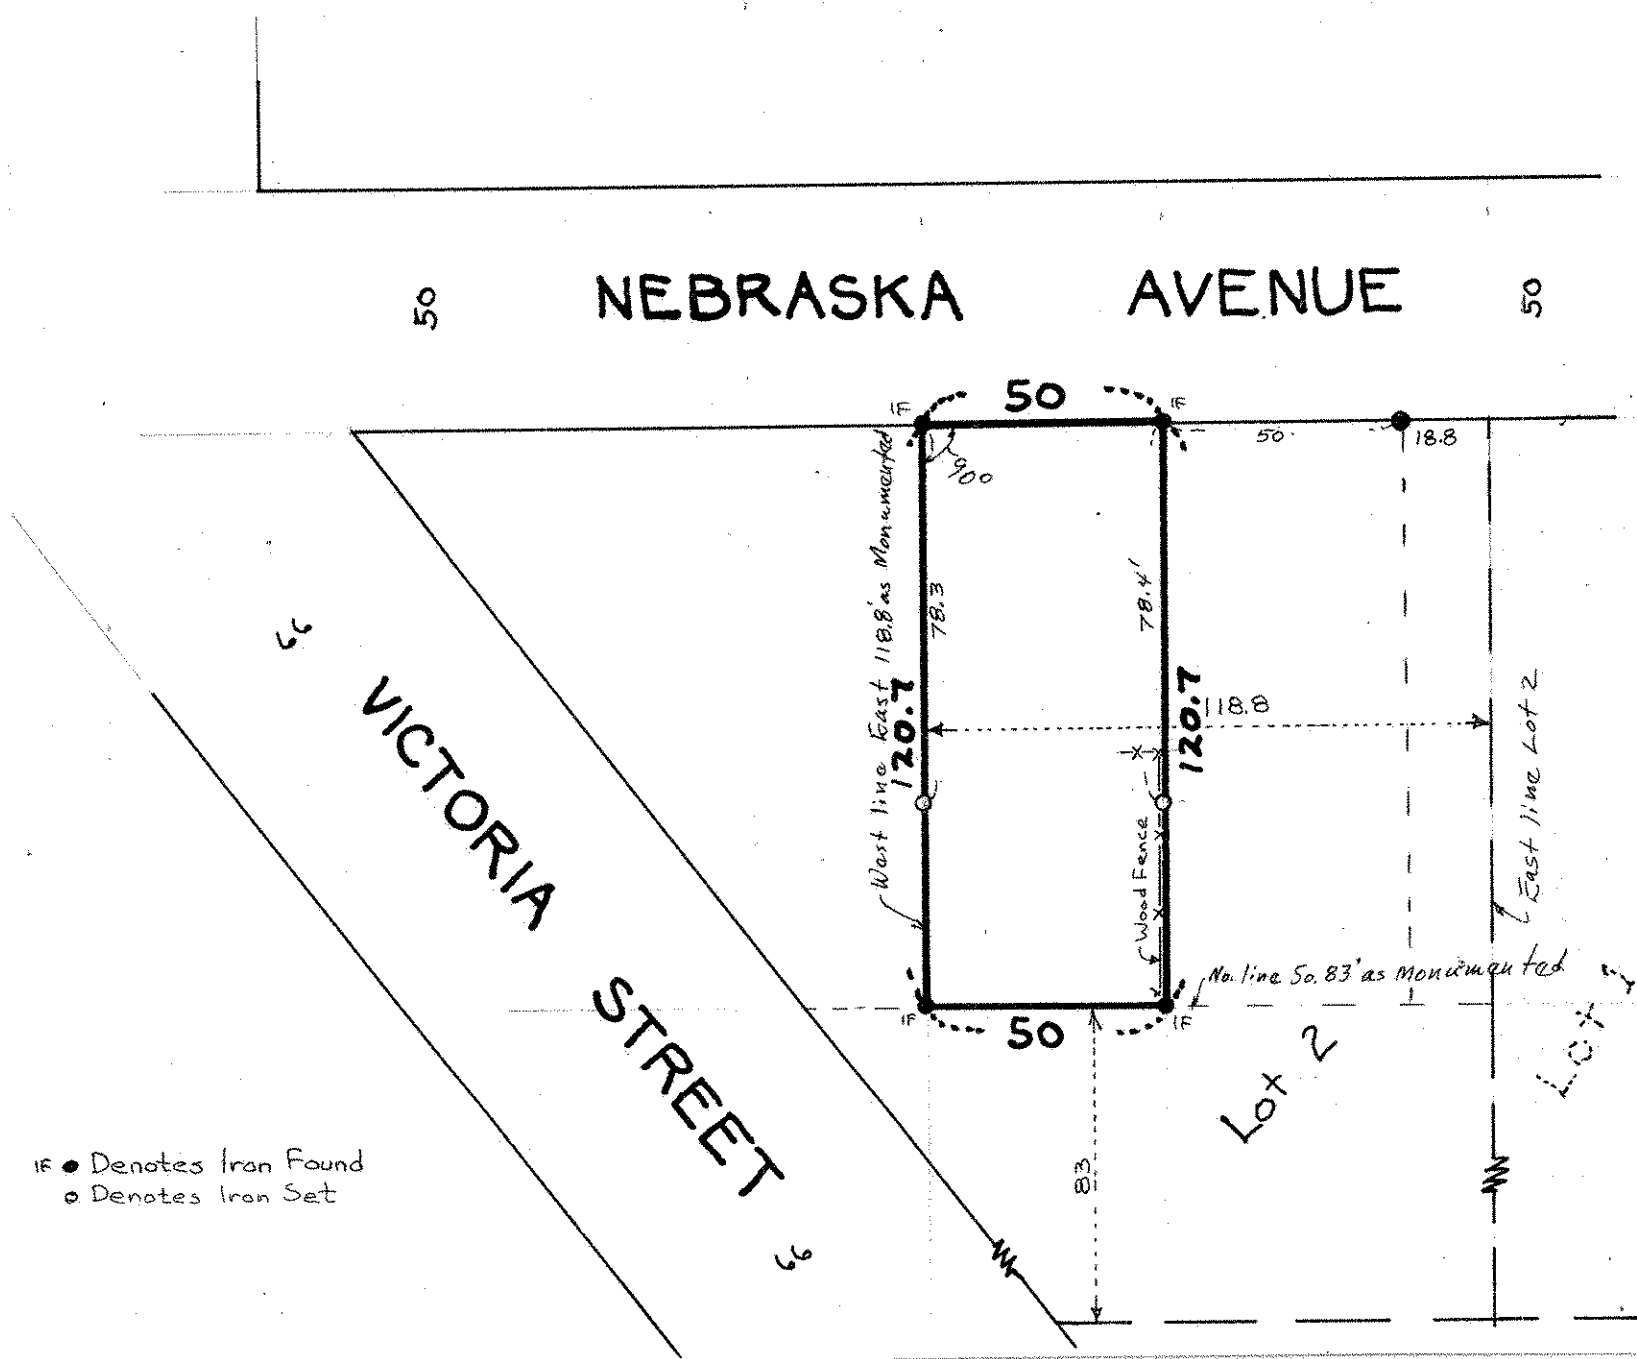 50
NEBRASKA AVENUE
50
IF
50
IF
50
18.8
90°
West line East 118.8' as Monumented
78.3
78.4'
120.7
120.7
118.8
66
VICTORIA STREET
66
Wood Fence
East line Lot 2
No. line So. 83' as monumented
IF
50
IF
Lot 2
Lot 1
83
IF ● Denotes Iron Found
o Denotes Iron Set